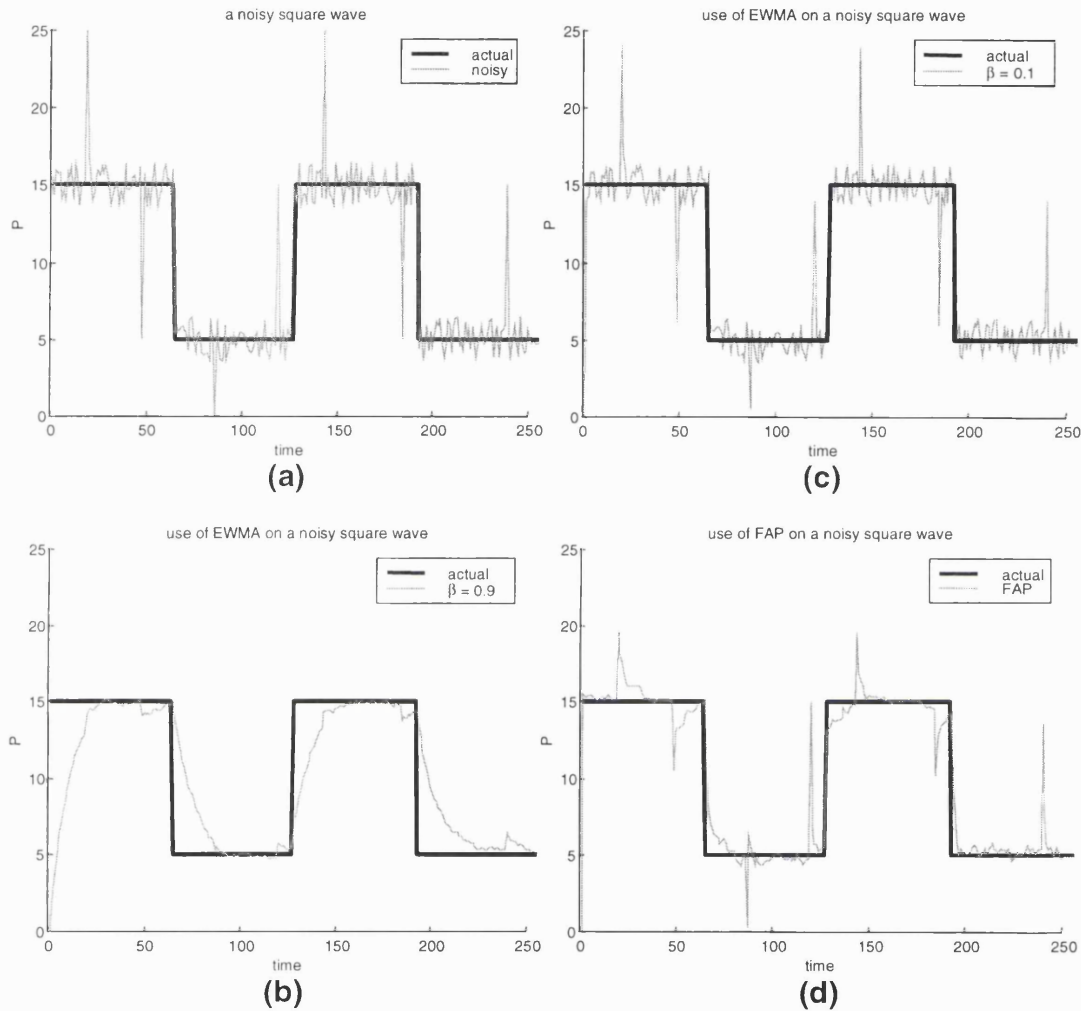 a noisy square wave
25
20
15
10
5
0
P
actual
noisy
0 50 100 150 200 250
time
(a)
use of EWMA on a noisy square wave
25
20
15
10
5
0
P
actual
β = 0.1
0 50 100 150 200 250
time
(c)
use of EWMA on a noisy square wave
25
20
15
10
5
0
P
actual
β = 0.9
0 50 100 150 200 250
time
(b)
use of FAP on a noisy square wave
25
20
15
10
5
0
P
actual
FAP
0 50 100 150 200 250
time
(d)